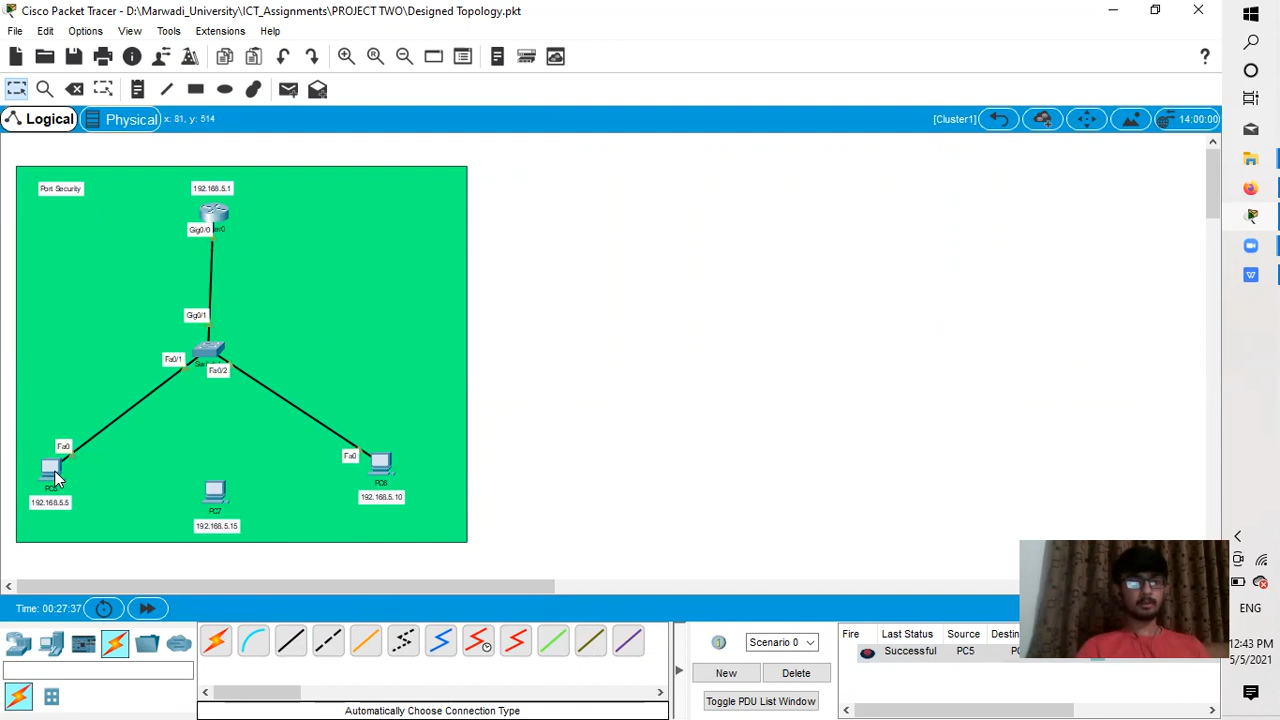 Cisco Packet Tracer - D:\Marwadi_University\ICT_Assignments\PROJECT TWO\Designed Topology.pkt
File Edit Options View Tools Extensions Help
?
Logical Physical x: 81, y: 514 [Cluster1] 14:00:00
Port Security
192.168.5.1
Gig0/0
Gig0/1
Fa0/1
Fa0/2
Fa0
Fa0
192.168.5.5
PC6
192.168.5.10
PC7
192.168.5.15
Time: 00:27:37
Scenario 0
New Delete
Toggle PDU List Window
Fire Last Status Source
Successful PC5
Automatically Choose Connection Type
ENG
12:43 PM
5/5/2021